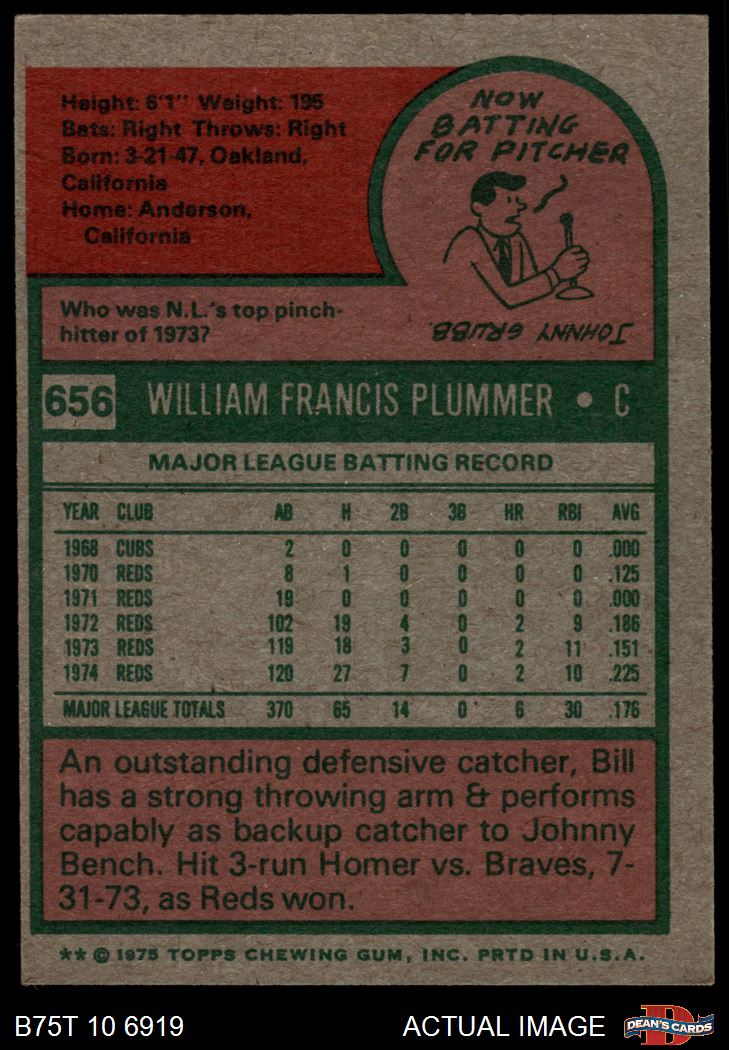 Height: 6'1" Weight: 195
Bats: Right Throws: Right
Born: 3-21-47, Oakland,
California
Home: Anderson,
California
NOW
BATTING
FOR PITCHER
Who was N.L.'s top pinch-
hitter of 1973?
JOHNNY GRUBB.
656 WILLIAM FRANCIS PLUMMER • C
MAJOR LEAGUE BATTING RECORD
YEAR CLUB AB H 2B 3B HR RBI AVG
1968 CUBS 2 0 0 0 0 0 .000
1970 REDS 8 1 0 0 0 0 .125
1971 REDS 19 0 0 0 0 0 .000
1972 REDS 102 19 4 0 2 9 .186
1973 REDS 119 18 3 0 2 11 .151
1974 REDS 120 27 7 0 2 10 .225
MAJOR LEAGUE TOTALS 370 65 14 0 6 30 .176
An outstanding defensive catcher, Bill
has a strong throwing arm & performs
capably as backup catcher to Johnny
Bench. Hit 3-run Homer vs. Braves, 7-
31-73, as Reds won.
** © 1975 TOPPS CHEWING GUM, INC. PRTD IN U.S.A.
B75T 10 6919 ACTUAL IMAGE DEAN'S CARDS